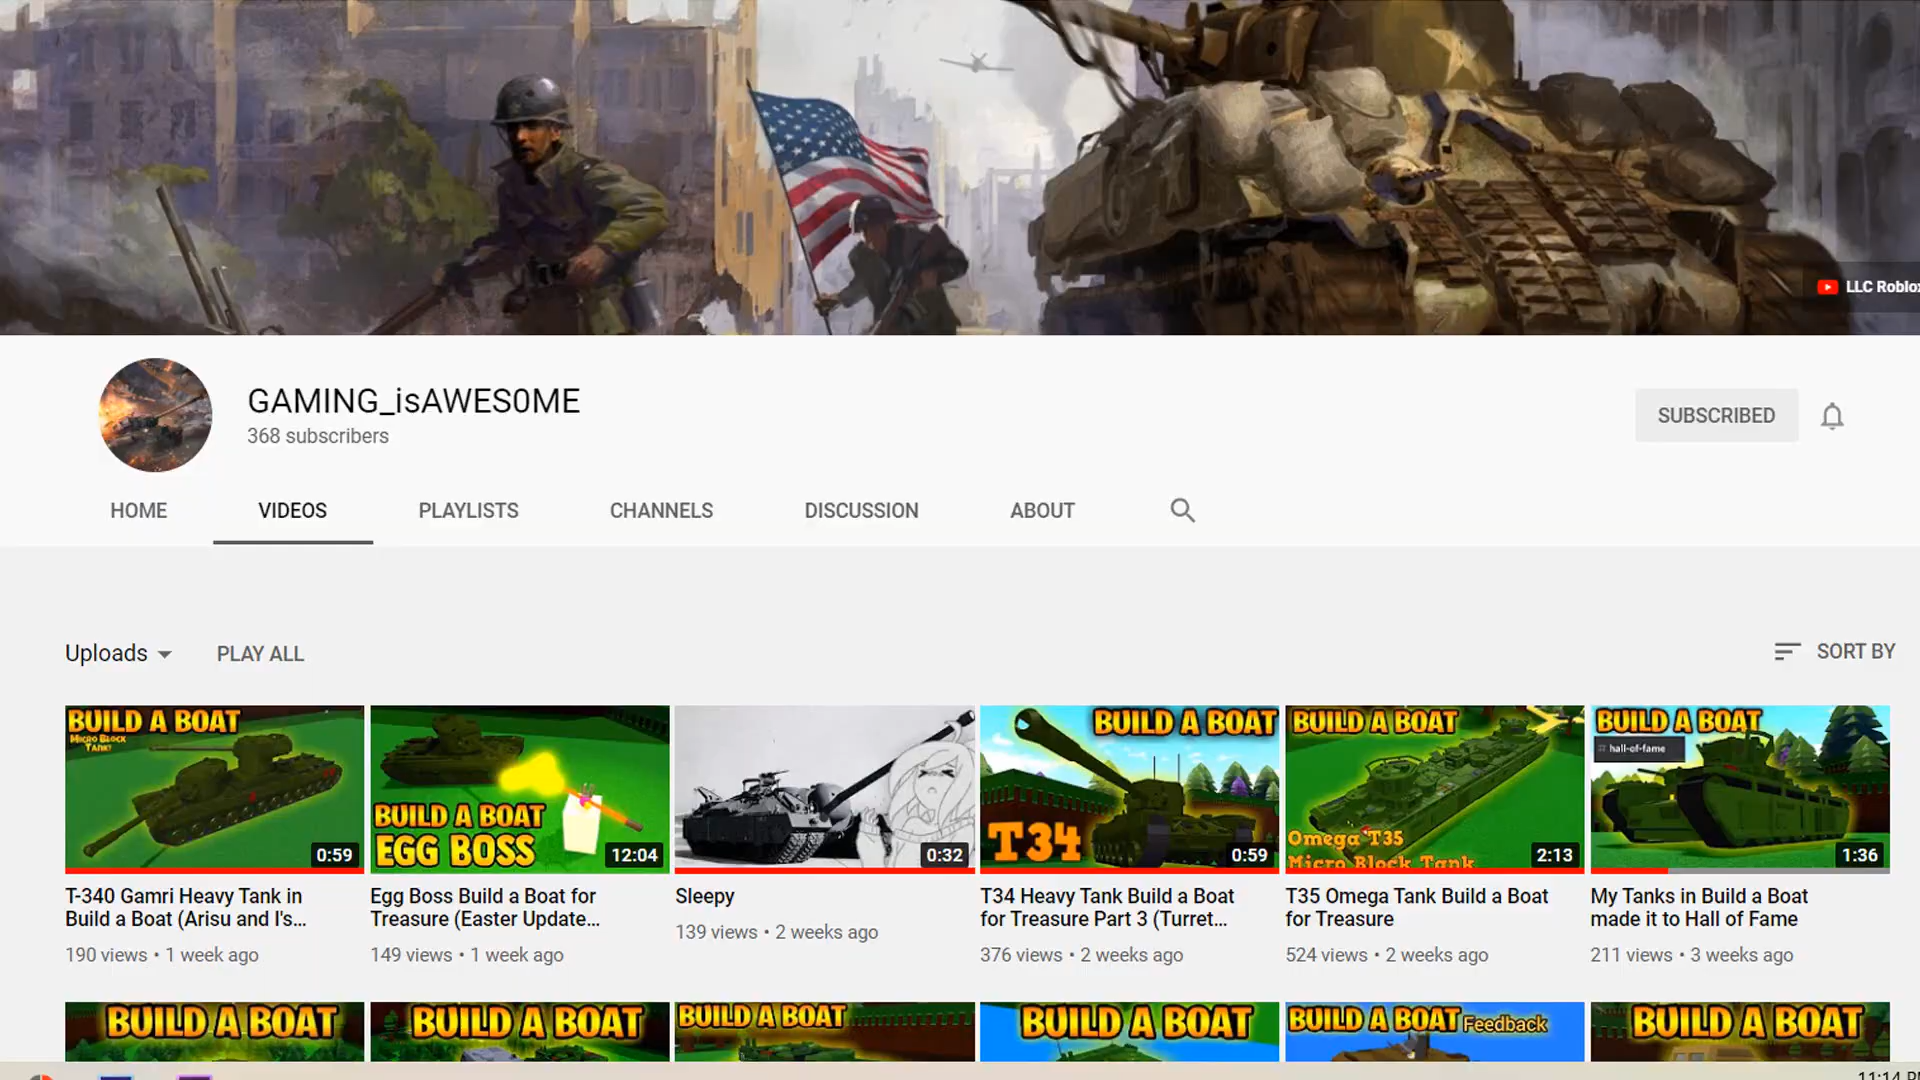 LLC Roblox
GAMING_isAWES0ME
368 subscribers
SUBSCRIBED
HOME VIDEOS PLAYLISTS CHANNELS DISCUSSION ABOUT
Uploads PLAY ALL SORT BY
BUILD A BOAT
MICRO BLOCK
TANK!
0:59
BUILD A BOAT
EGG BOSS
12:04
0:32
BUILD A BOAT
T34
0:59
BUILD A BOAT
Omega T35
Micro Block Tank
2:13
BUILD A BOAT
hall-of-fame
1:36
T-340 Gamri Heavy Tank in
Build a Boat (Arisu and I's...
190 views • 1 week ago
Egg Boss Build a Boat for
Treasure (Easter Update...
149 views • 1 week ago
Sleepy
139 views • 2 weeks ago
T34 Heavy Tank Build a Boat
for Treasure Part 3 (Turret...
376 views • 2 weeks ago
T35 Omega Tank Build a Boat
for Treasure
524 views • 2 weeks ago
My Tanks in Build a Boat
made it to Hall of Fame
211 views • 3 weeks ago
BUILD A BOAT
BUILD A BOAT
BUILD A BOAT
BUILD A BOAT
BUILD A BOAT Feedback
BUILD A BOAT
11:14 P